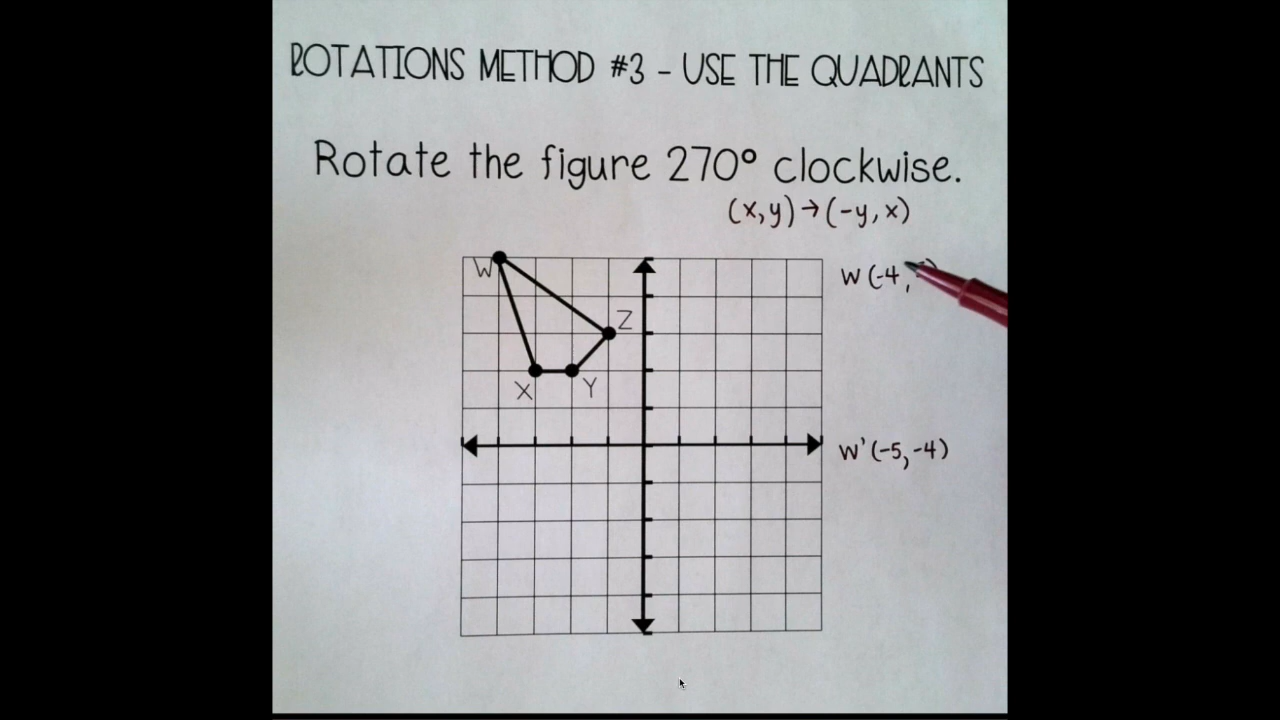 ROTATIONS METHOD #3 - USE THE QUADRANTS
Rotate the figure 270° clockwise.
(x,y)→(-y,x)
W
W (-4,
Z
X
Y
W'(-5,-4)